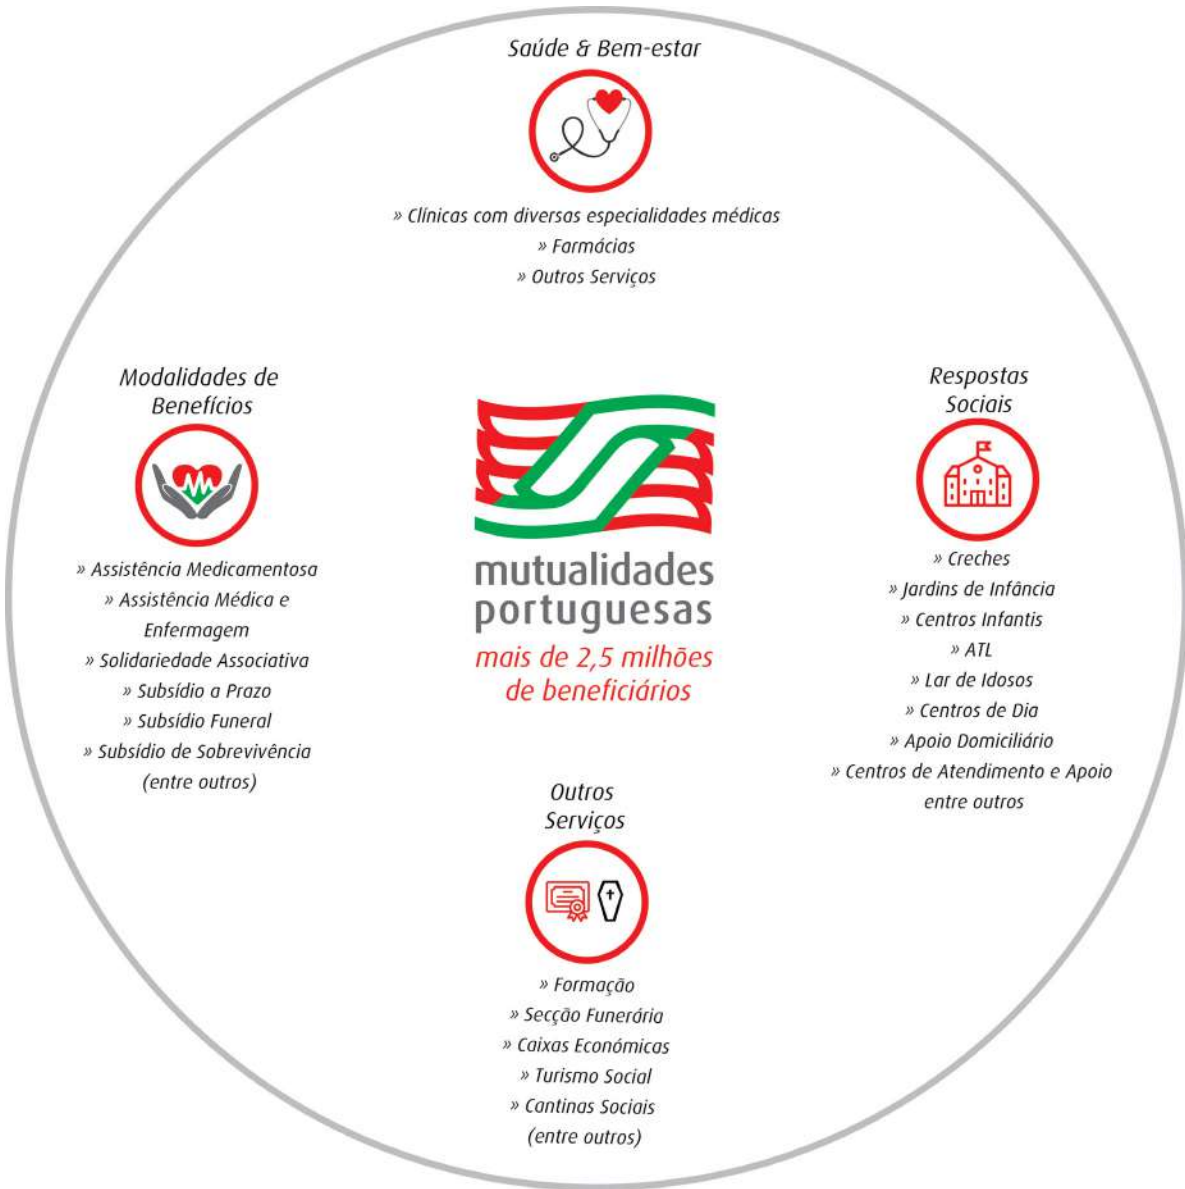 Saúde & Bem-estar
» Clínicas com diversas especialidades médicas
» Farmácias
» Outros Serviços
Modalidades de
Benefícios
» Assistência Medicamentosa
» Assistência Médica e
Enfermagem
» Solidariedade Associativa
» Subsídio a Prazo
» Subsídio Funeral
» Subsídio de Sobrevivência
(entre outros)
mutualidades
portuguesas
mais de 2,5 milhões
de beneficiários
Respostas
Sociais
» Creches
» Jardins de Infância
» Centros Infantis
» ATL
» Lar de Idosos
» Centros de Dia
» Apoio Domiciliário
» Centros de Atendimento e Apoio
entre outros
Outros
Serviços
» Formação
» Secção Funerária
» Caixas Económicas
» Turismo Social
» Cantinas Sociais
(entre outros)